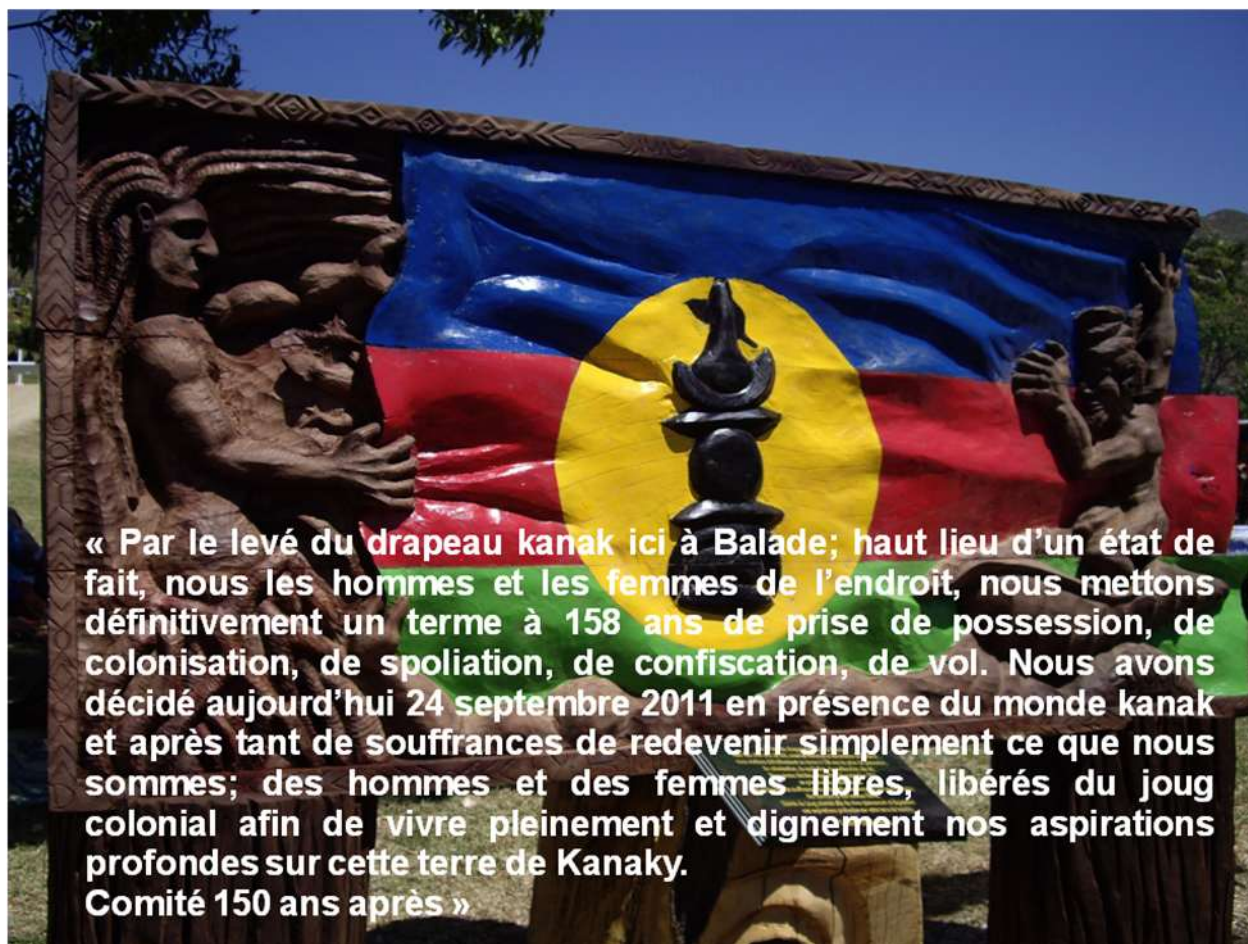 « Par le levé du drapeau kanak ici à Balade; haut lieu d’un état de
fait, nous les hommes et les femmes de l’endroit, nous mettons
définitivement un terme à 158 ans de prise de possession, de
colonisation, de spoliation, de confiscation, de vol. Nous avons
décidé aujourd’hui 24 septembre 2011 en présence du monde kanak
et après tant de souffrances de redevenir simplement ce que nous
sommes; des hommes et des femmes libres, libérés du joug
colonial afin de vivre pleinement et dignement nos aspirations
profondes sur cette terre de Kanaky.
Comité 150 ans après »